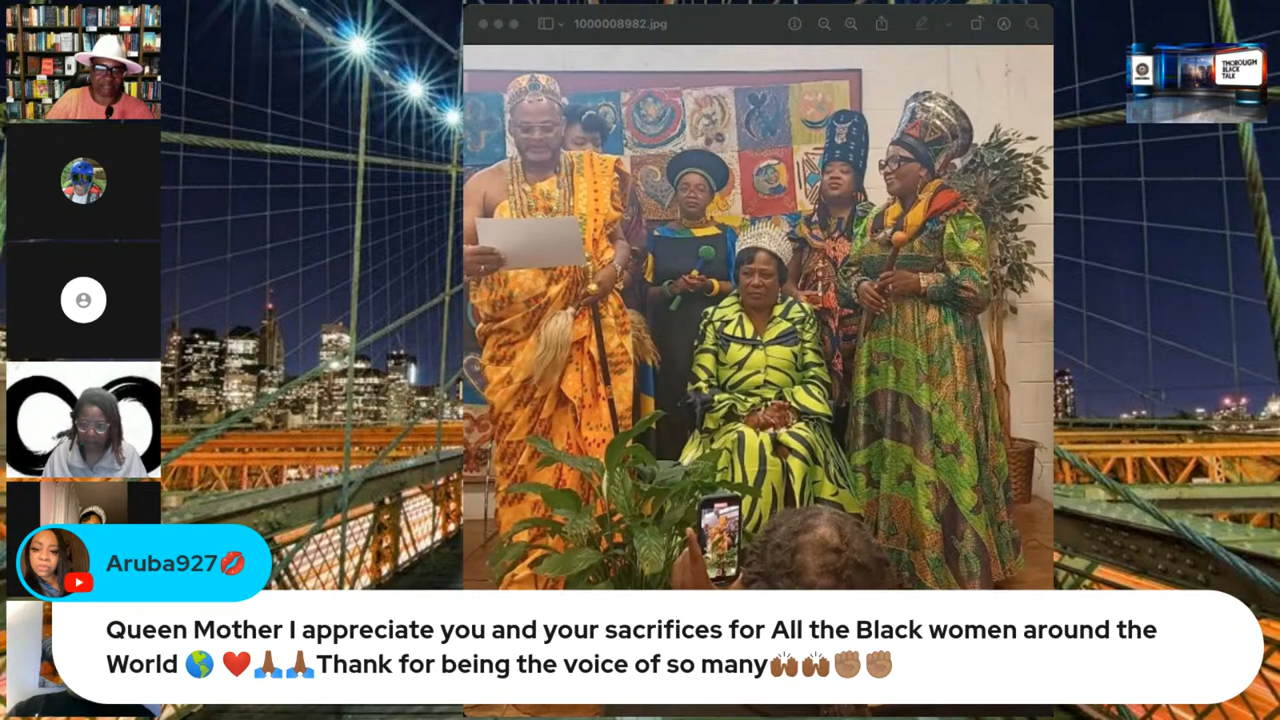 1000008982.jpg
THOROUGH
BLACK
TALK
Aruba927💋
Queen Mother I appreciate you and your sacrifices for All the Black women around the
World 🌎 ❤️🙏🏾🙏🏾Thank for being the voice of so many🙌🏾🙌🏾✊🏾✊🏾